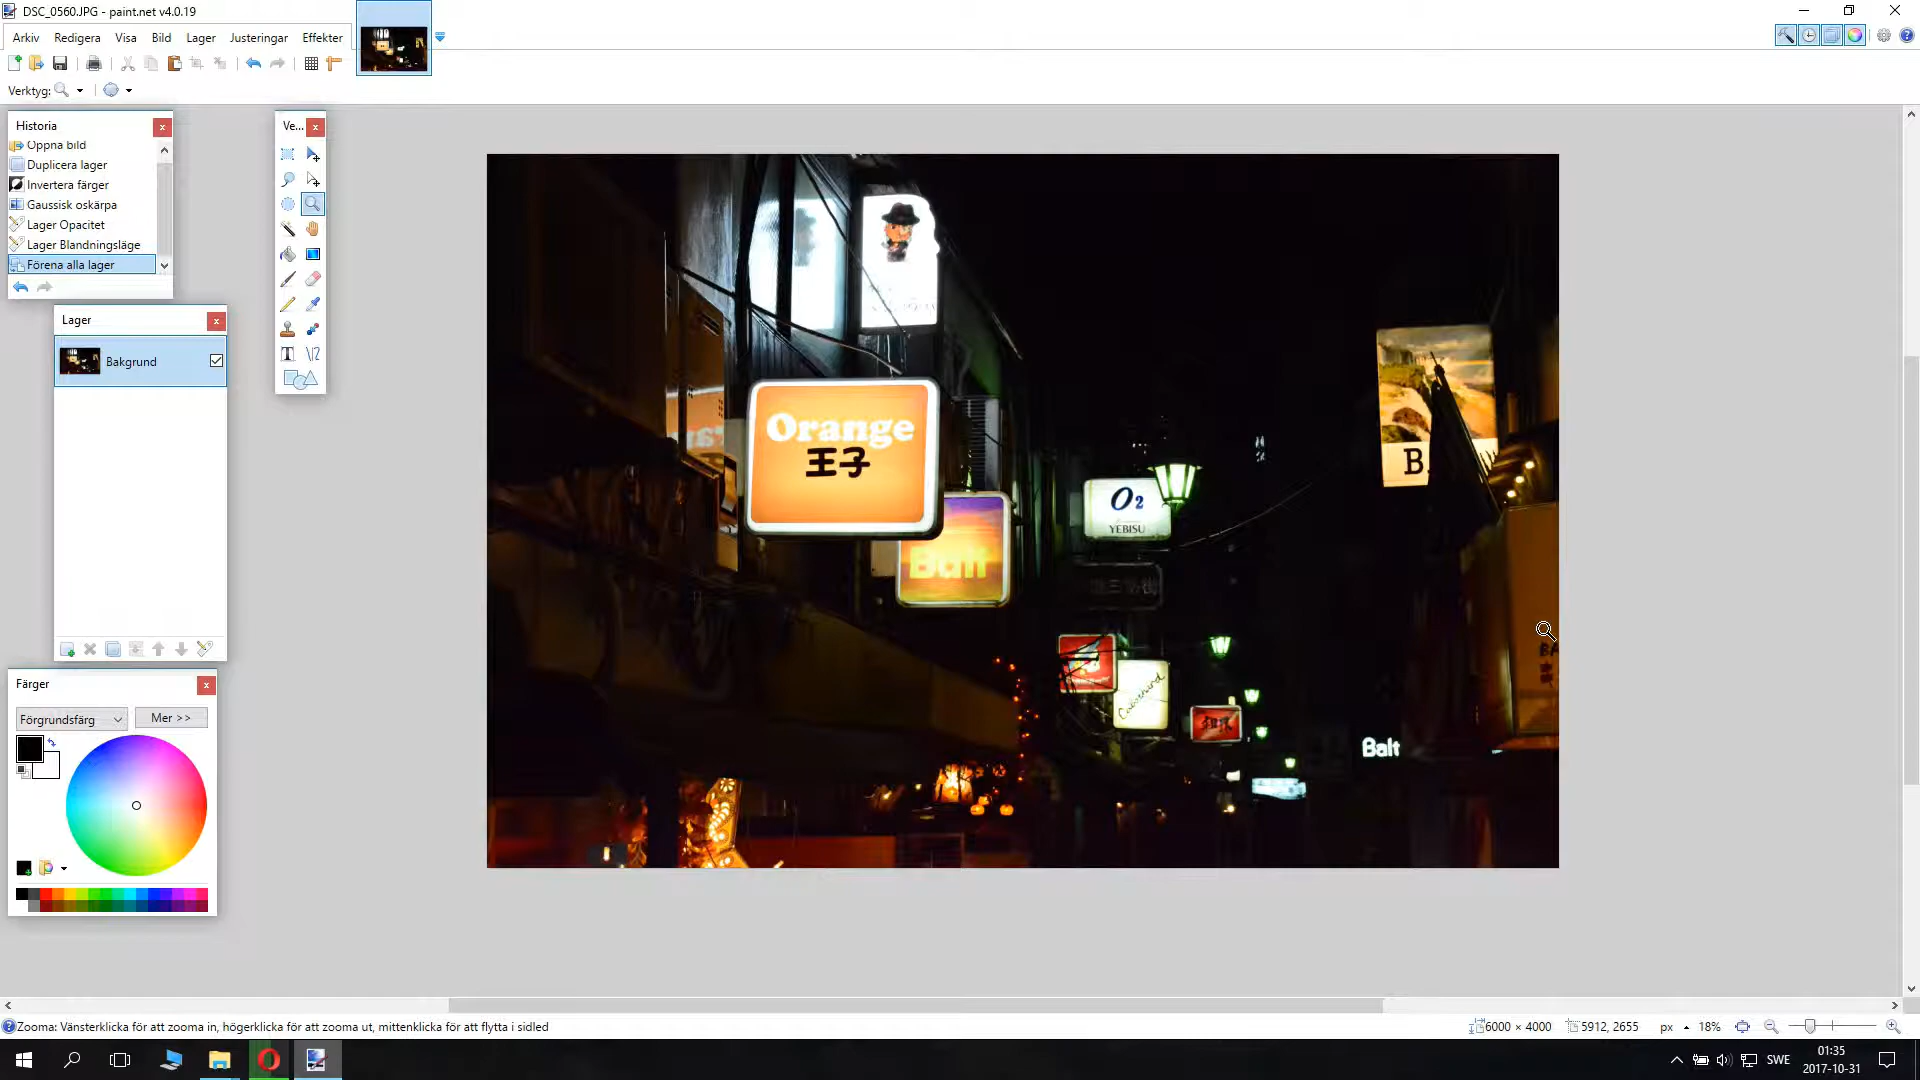 DSC_0560.JPG - paint.net v4.0.19
Arkiv Redigera Visa Bild Lager Justeringar Effekter
Verktyg:
Historia
Öppna bild
Duplicera lager
Invertera färger
Gaussisk oskärpa
Lager Opacitet
Lager Blandningsläge
Förena alla lager
Ve...
Lager
Bakgrund
Färger
Förgrundsfärg
Mer >>
Orange
王子
Balt
O2
YEBISU
B
Balt
Zooma: Vänsterklicka för att zooma in, högerklicka för att zooma ut, mittenklicka för att flytta i sidled
6000 × 4000
5912, 2655
px
18%
SWE
01:35
2017-10-31